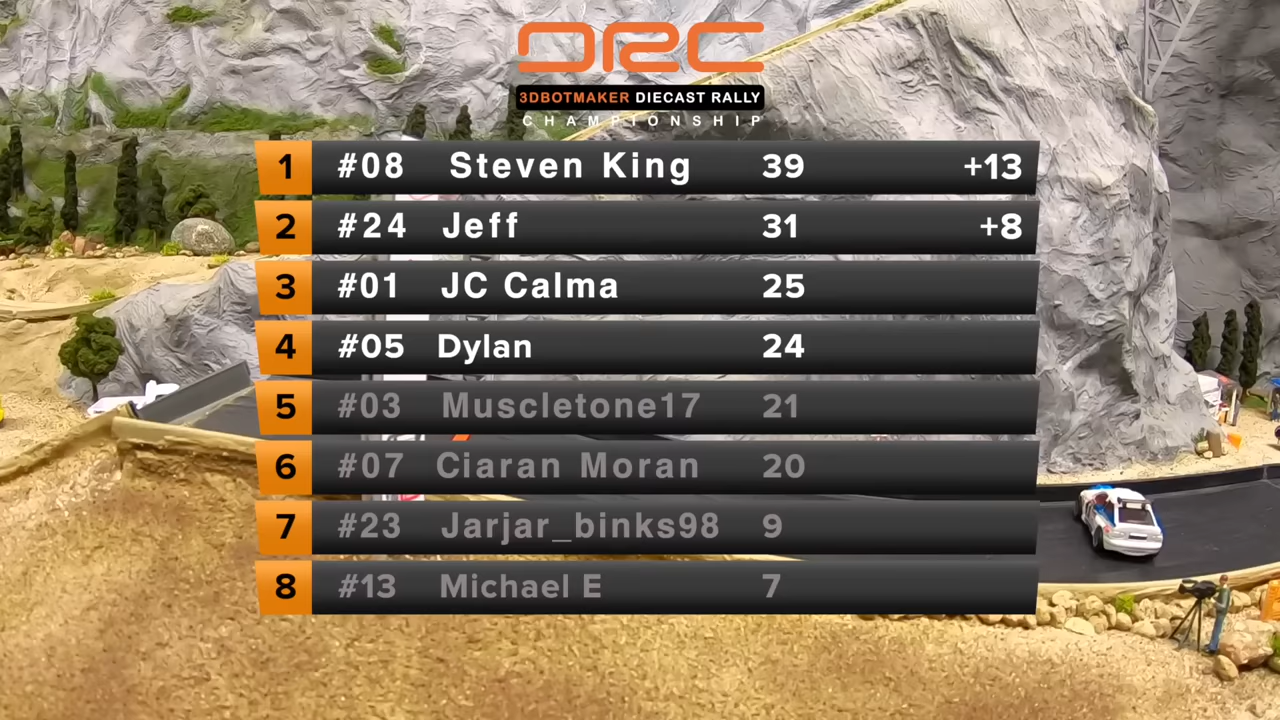 DRC
3DBOTMAKER DIECAST RALLY
CHAMPIONSHIP
1 #08 Steven King 39 +13
2 #24 Jeff 31 +8
3 #01 JC Calma 25
4 #05 Dylan 24
5 #03 Muscletone17 21
6 #07 Ciaran Moran 20
7 #23 Jarjar_binks98 9
8 #13 Michael E 7